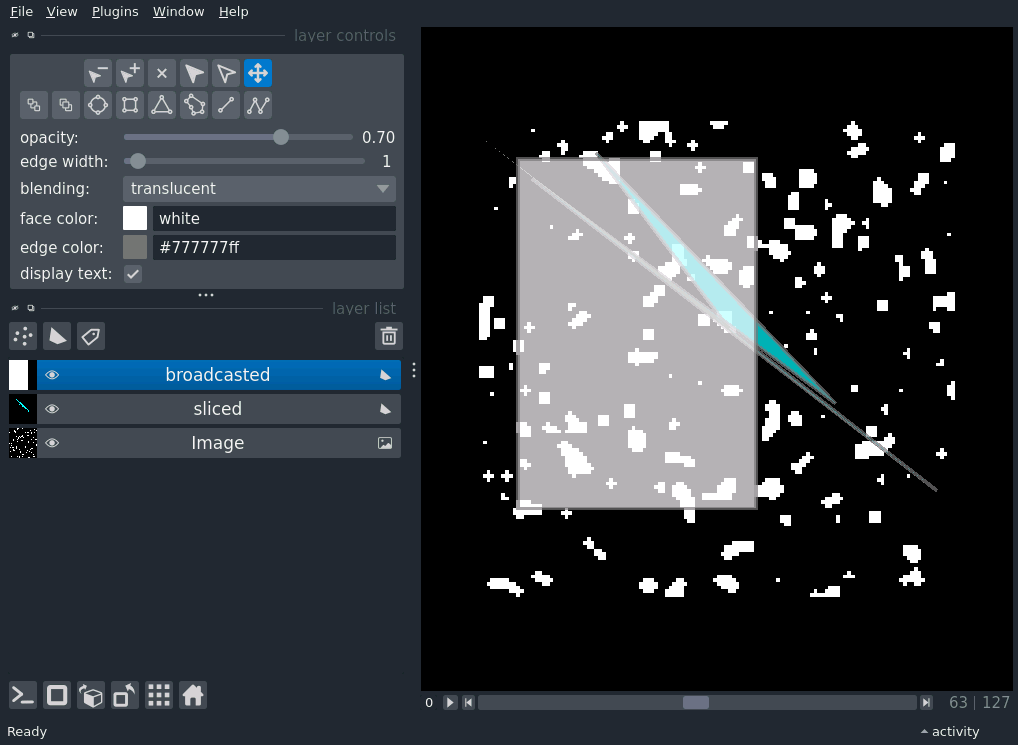 File View Plugins Window Help
layer controls
opacity: 0.70
edge width: 1
blending: translucent
face color: white
edge color: #777777ff
display text:
layer list
broadcasted
sliced
Image
0 63 | 127
Ready activity